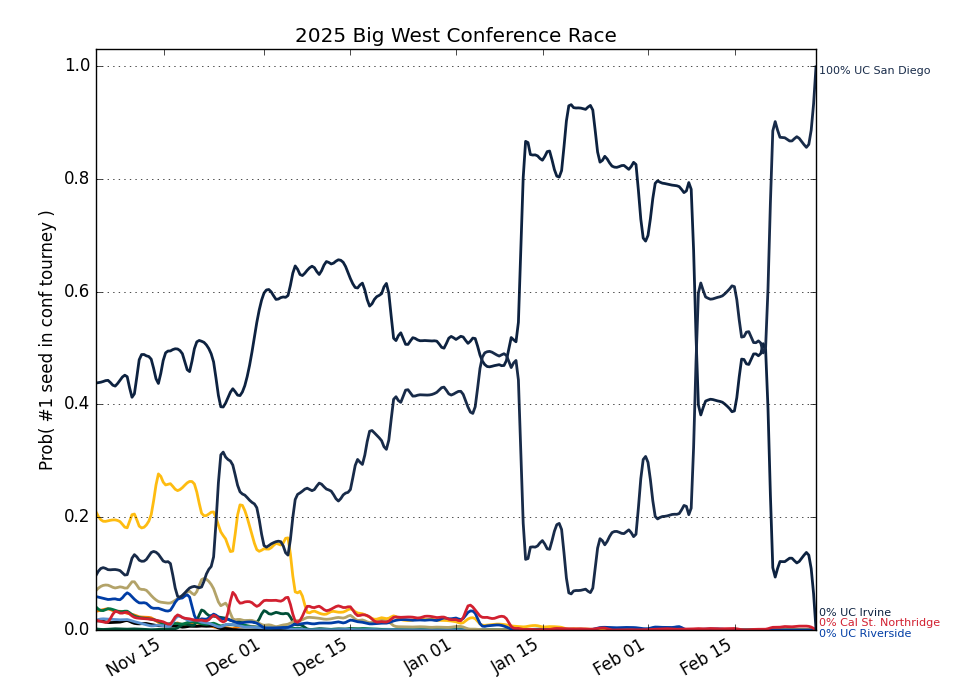 2025 Big West Conference Race
Prob( #1 seed in conf tourney )
1.0
0.8
0.6
0.4
0.2
0.0
Nov 15
Dec 01
Dec 15
Jan 01
Jan 15
Feb 01
Feb 15
100% UC San Diego
0% UC Irvine
0% Cal St. Northridge
0% UC Riverside